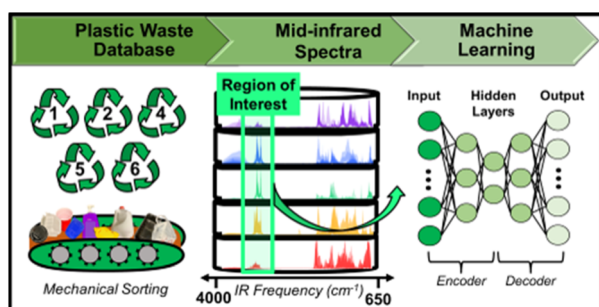 Plastic Waste
Database
Mid-infrared
Spectra
Machine
Learning
1
2
4
5
6
Mechanical Sorting
Region of
Interest
4000
IR Frequency (cm-1)
650
Input
Hidden
Layers
Output
Encoder
Decoder